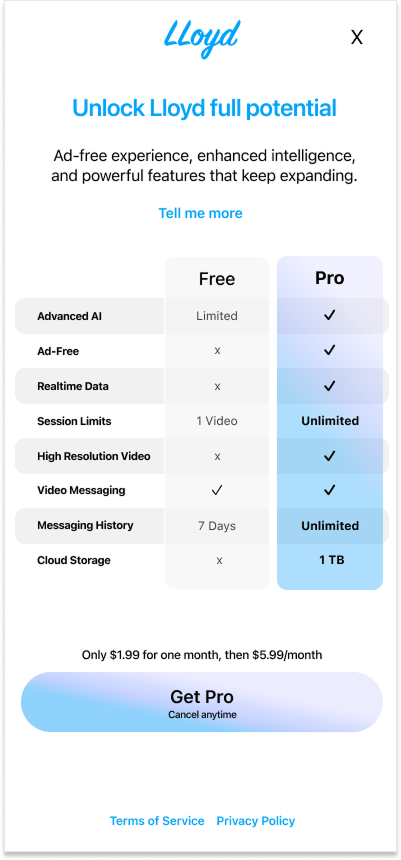 LLoyd
X
Unlock Lloyd full potential
Ad-free experience, enhanced intelligence,
and powerful features that keep expanding.
Tell me more
Free Pro
Advanced AI Limited ✓
Ad-Free x ✓
Realtime Data x ✓
Session Limits 1 Video Unlimited
High Resolution Video x ✓
Video Messaging ✓ ✓
Messaging History 7 Days Unlimited
Cloud Storage x 1 TB
Only $1.99 for one month, then $5.99/month
Get Pro
Cancel anytime
Terms of Service Privacy Policy